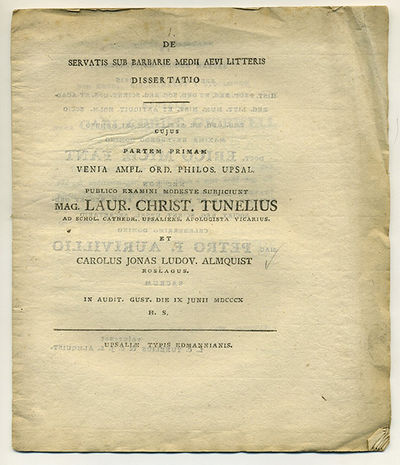 1.
DE
SERVATIS SUB BARBARIE MEDII AEVI LITTERIS
DISSERTATIO
CUJUS
PARTEM PRIMAM
VENIA AMPL. ORD. PHILOS. UPSAL.
PUBLICO EXAMINI MODESTE SUBJICIUNT
MAG. LAUR. CHRIST. TUNELIUS
AD SCHOL. CATHEDR. UPSALIENS. APOLOGISTA VICARIUS.
ET
CAROLUS JONAS LUDOV. ALMQUIST
ROSLAGUS.
IN AUDIT. GUST. DIE IX JUNII MDCCCX
H. S.
UPSALIÆ TYPIS EDMANNIANIS.